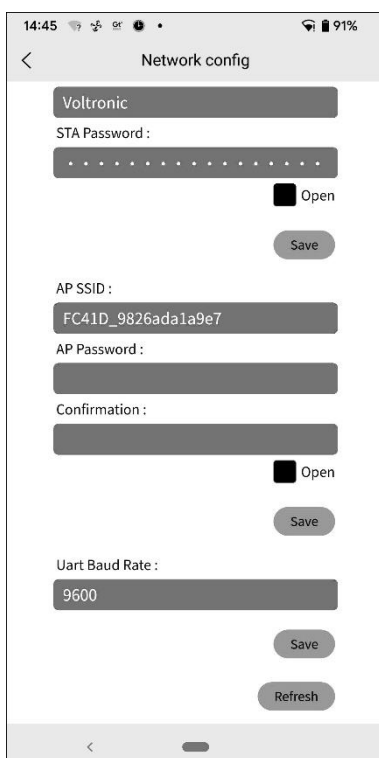 14:45 91%
Network config
Voltronic
STA Password :
Open
Save
AP SSID :
FC41D_9826ada1a9e7
AP Password :
Confirmation :
Open
Save
Uart Baud Rate :
9600
Save
Refresh